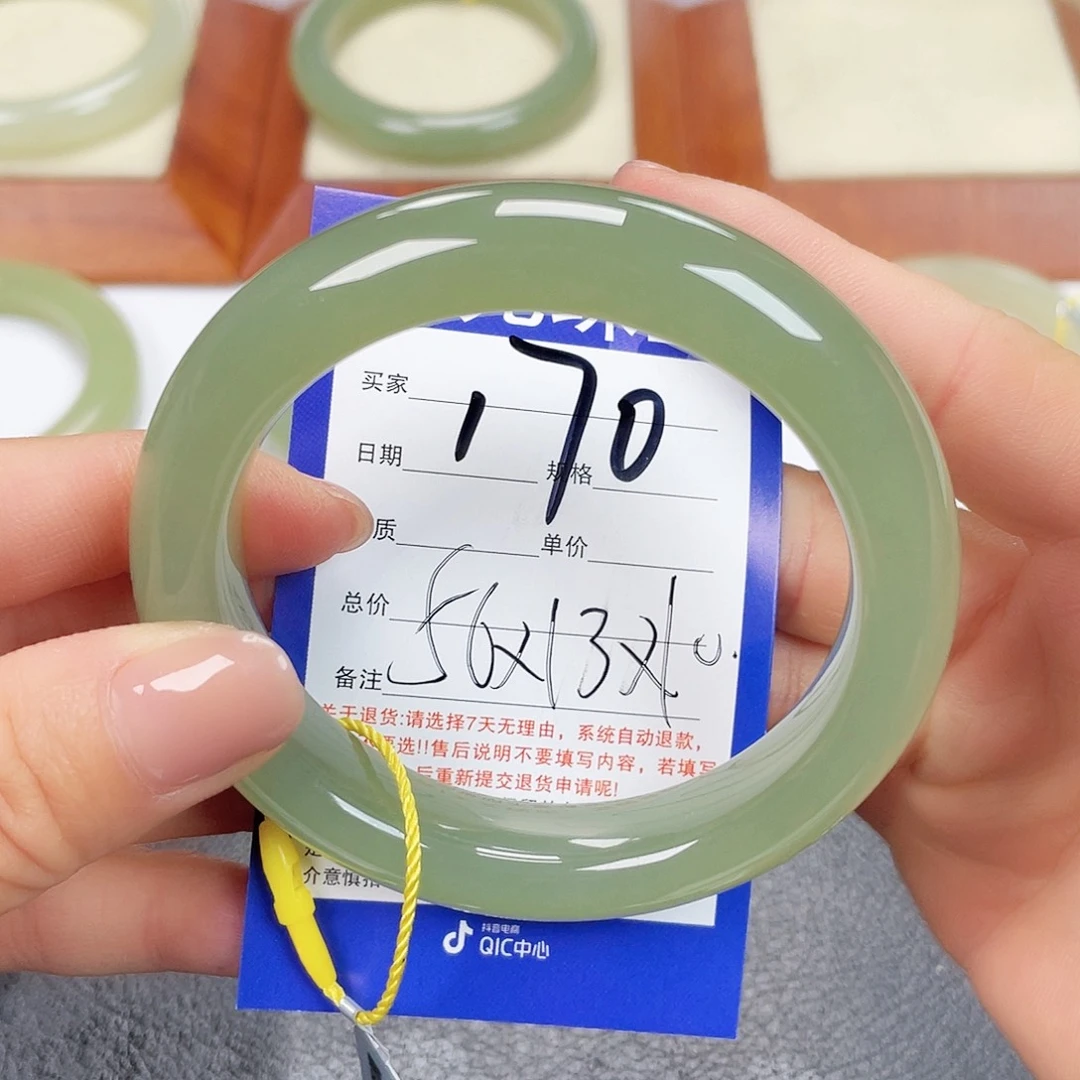 买家
170
日期 规格
质 单价
总价
56x13x10.
备注
关于退货:请选择7天无理由，系统自动退款，
要选!!售后说明不要填写内容，若填写
后重新提交退货申请呢!
介意慎拍
抖音电商
QIC中心